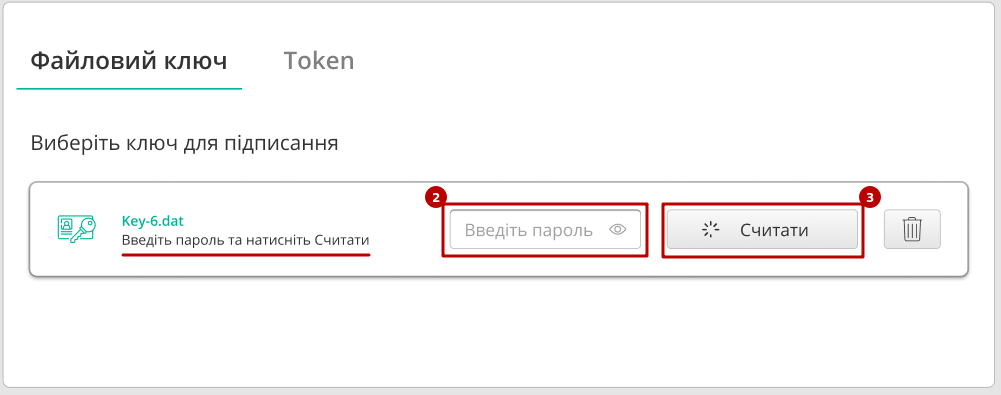 Файловий ключ Token
Виберіть ключ для підписання
2 3
Key-6.dat
Введіть пароль та натисніть Считати
Введіть пароль
Считати